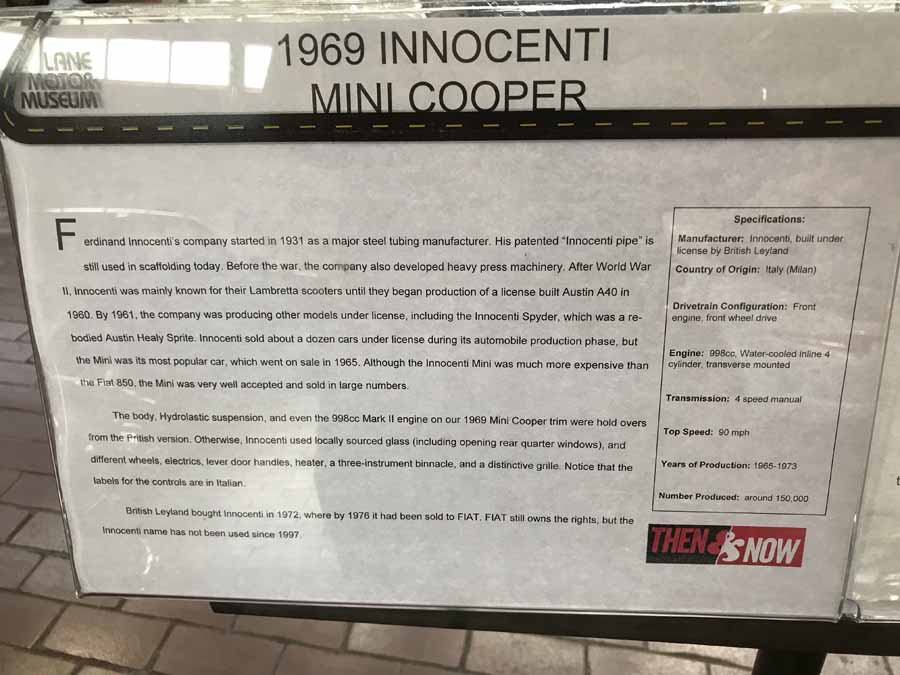 LANE
MOTOR
MUSEUM
1969 INNOCENTI
MINI COOPER
Ferdinand Innocenti's company started in 1931 as a major steel tubing manufacturer. His patented "Innocenti pipe" is
still used in scaffolding today. Before the war, the company also developed heavy press machinery. After World War
II, Innocenti was mainly known for their Lambretta scooters until they began production of a license built Austin A40 in
1960. By 1961, the company was producing other models under license, including the Innocenti Spyder, which was a re-
bodied Austin Healy Sprite. Innocenti sold about a dozen cars under license during its automobile production phase, but
the Mini was its most popular car, which went on sale in 1965. Although the Innocenti Mini was much more expensive than
the Fiat 850, the Mini was very well accepted and sold in large numbers.
The body, Hydrolastic suspension, and even the 998cc Mark II engine on our 1969 Mini Cooper trim were hold overs
from the British version. Otherwise, Innocenti used locally sourced glass (including opening rear quarter windows), and
different wheels, electrics, lever door handles, heater, a three-instrument binnacle, and a distinctive grille. Notice that the
labels for the controls are in Italian.
British Leyland bought Innocenti in 1972, where by 1976 it had been sold to FIAT. FIAT still owns the rights, but the
Innocenti name has not been used since 1997.
Specifications:
Manufacturer: Innocenti, built under
license by British Leyland
Country of Origin: Italy (Milan)
Drivetrain Configuration: Front
engine, front wheel drive
Engine: 998cc, Water-cooled Inline 4
cylinder, transverse mounted
Transmission: 4 speed manual
Top Speed: 90 mph
Years of Production: 1965-1973
Number Produced: around 150,000
THEN & NOW